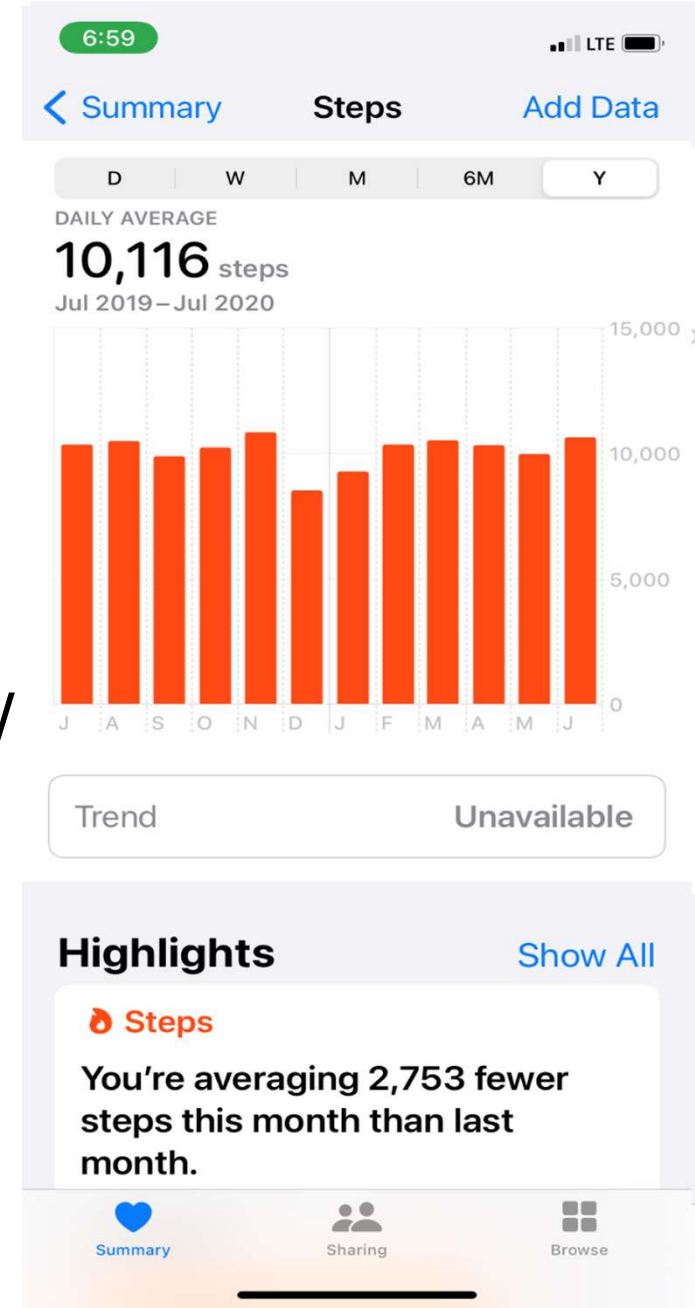 6:59 LTE
Summary Steps Add Data
D W M 6M Y
DAILY AVERAGE
10,116 steps
Jul 2019–Jul 2020
15,000
10,000
5,000
0
J A S O N D J F M A M J
Trend Unavailable
Highlights Show All
Steps
You're averaging 2,753 fewer
steps this month than last
month.
Summary Sharing Browse